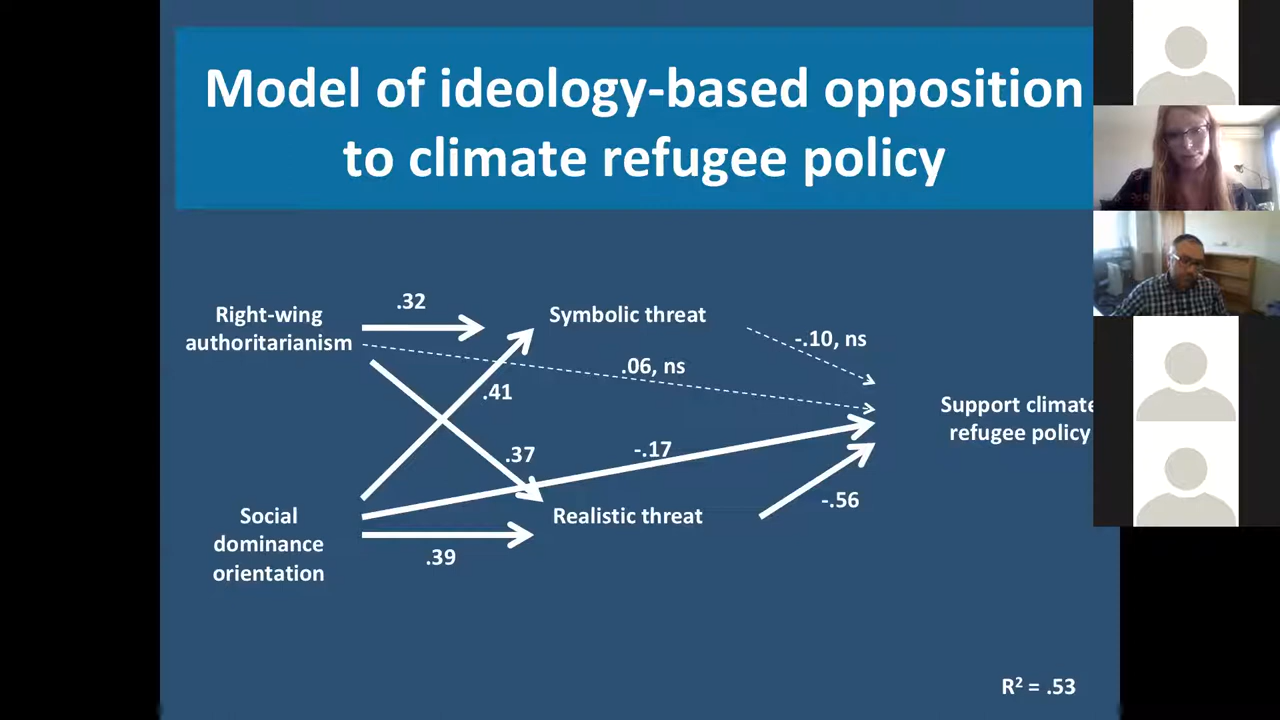 Model of ideology-based opposition
to climate refugee policy
.32
Right-wing
authoritarianism
Symbolic threat
-.10, ns
.06, ns
.41
Support climate
refugee policy
.37
-.17
-.56
Social
dominance
orientation
Realistic threat
.39
R² = .53